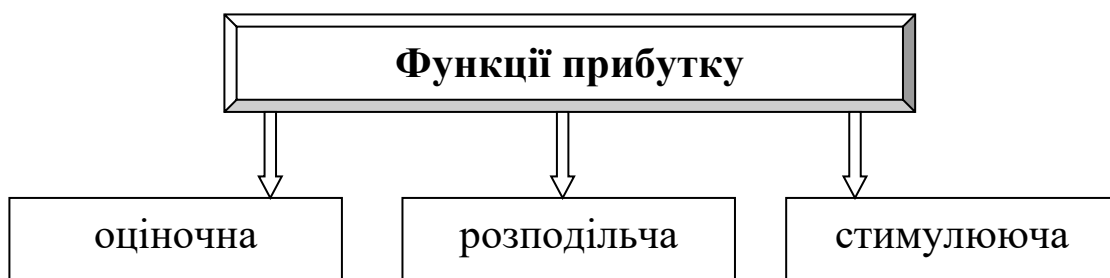 Функції прибутку
оціночна
розподільча
стимулююча